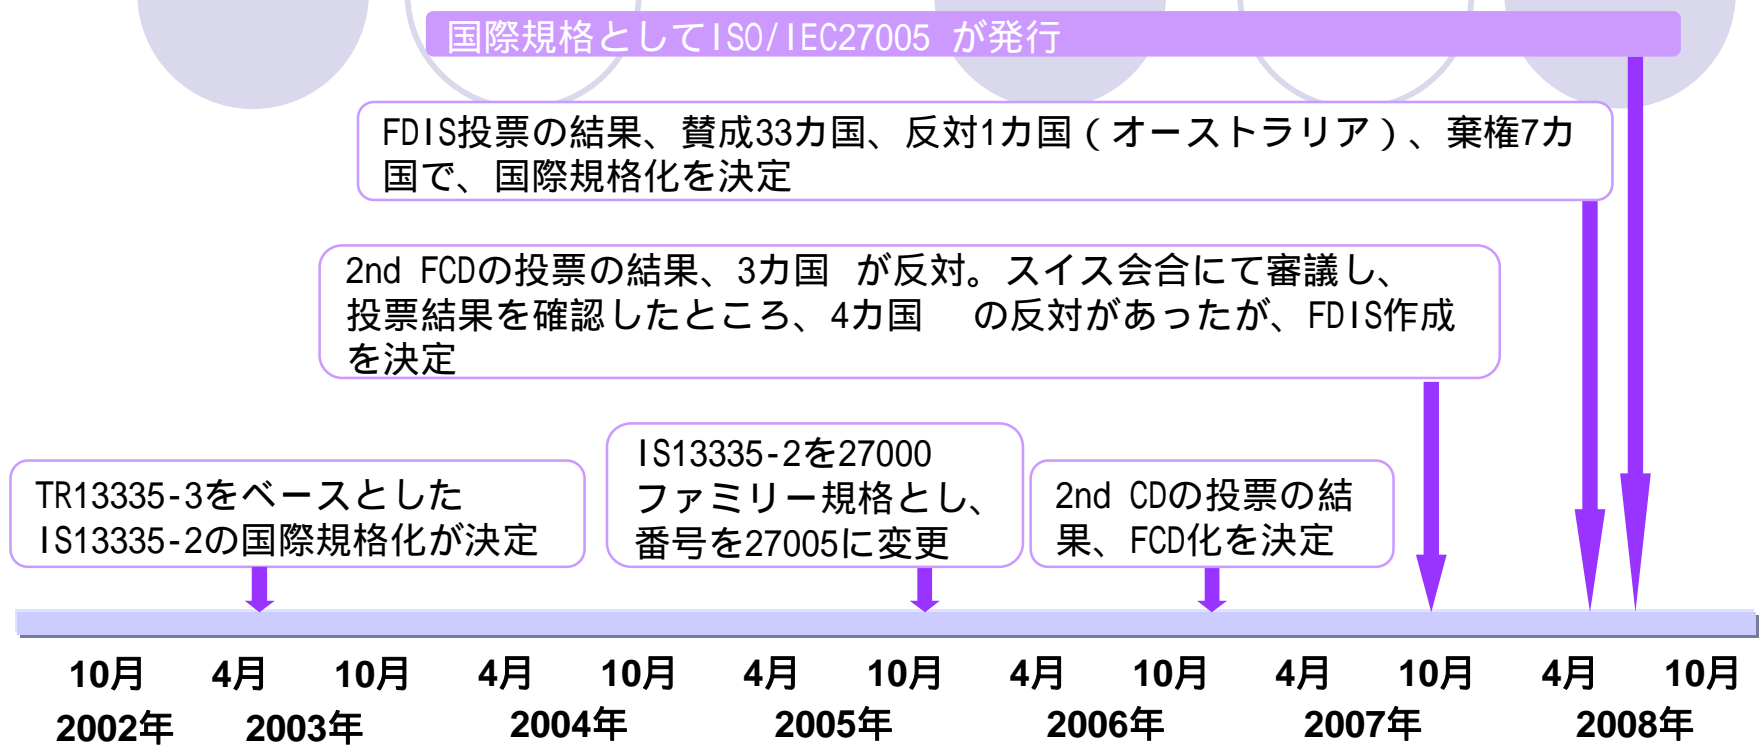 国際規格としてISO/IEC27005 が発行
FDIS投票の結果、賛成33カ国、反対1カ国（オーストラリア）、棄権7カ
国で、国際規格化を決定
2nd FCDの投票の結果、3カ国 が反対。スイス会合にて審議し、
投票結果を確認したところ、4カ国 の反対があったが、FDIS作成
を決定
TR13335-3をベースとした
IS13335-2の国際規格化が決定
IS13335-2を27000
ファミリー規格とし、
番号を27005に変更
2nd CDの投票の結
果、FCD化を決定
10月 4月 10月 4月 10月 4月 10月 4月 10月 4月 10月 4月 10月
2002年 2003年 2004年 2005年 2006年 2007年 2008年